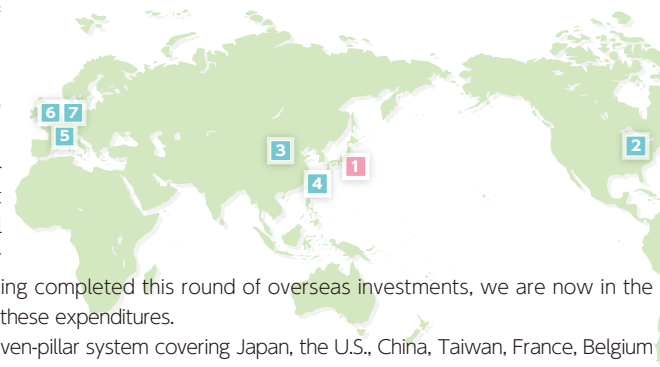 6 7
5
3
2
1
4
ing completed this round of overseas investments, we are now in the
these expenditures.
ven-pillar system covering Japan, the U.S., China, Taiwan, France, Belgium